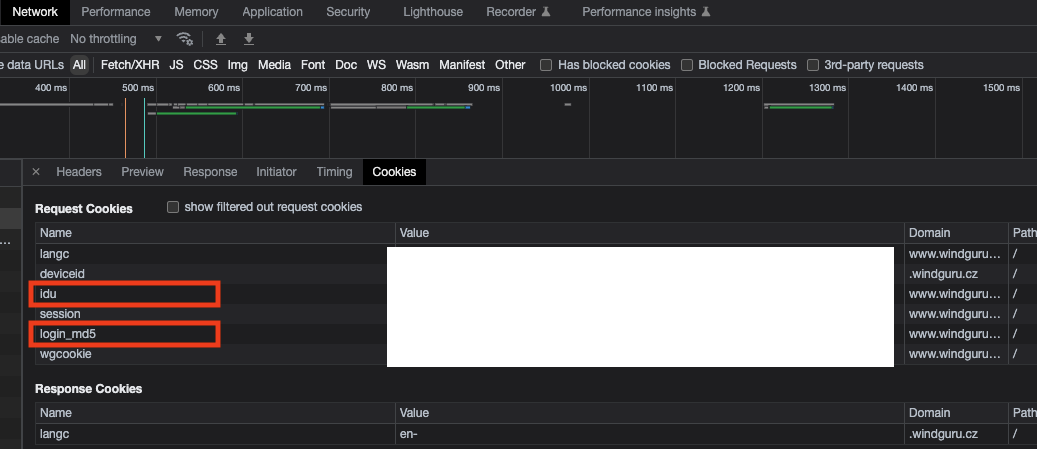 Network Performance Memory Application Security Lighthouse Recorder Performance insights
able cache No throttling
e data URLs All Fetch/XHR JS CSS Img Media Font Doc WS Wasm Manifest Other Has blocked cookies Blocked Requests 3rd-party requests
400 ms 500 ms 600 ms 700 ms 800 ms 900 ms 1000 ms 1100 ms 1200 ms 1300 ms 1400 ms 1500 ms
× Headers Preview Response Initiator Timing Cookies
Request Cookies show filtered out request cookies
Name Value Domain Path
langc www.windguru… /
... deviceid .windguru.cz /
idu www.windguru… /
session www.windguru… /
login_md5 www.windguru… /
wgcookie www.windguru… /
Response Cookies
Name Value Domain Path
langc en- .windguru.cz /